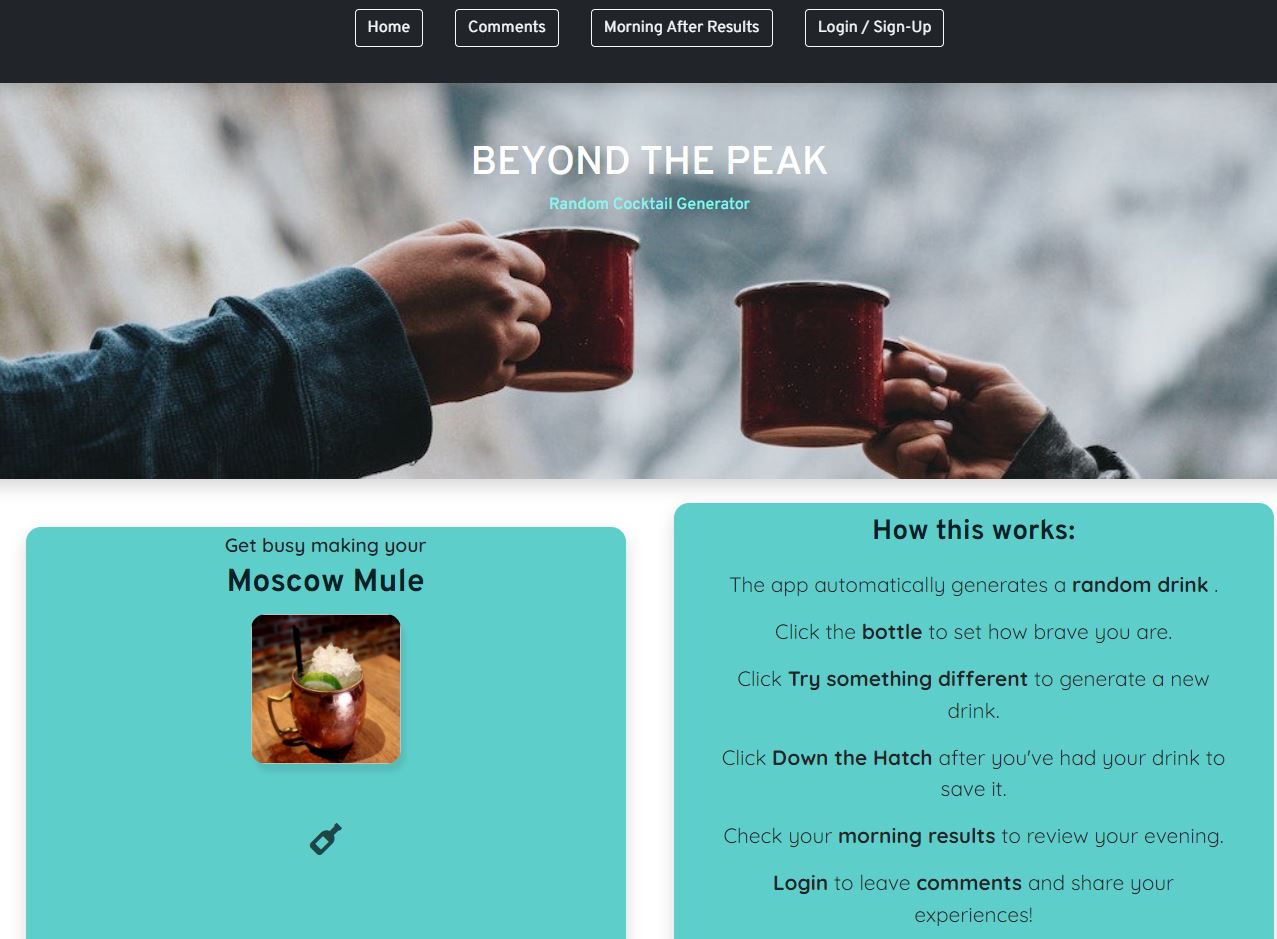 Home
Comments
Morning After Results
Login / Sign-Up
BEYOND THE PEAK
Random Cocktail Generator
Get busy making your
Moscow Mule
How this works:
The app automatically generates a random drink .
Click the bottle to set how brave you are.
Click Try something different to generate a new
drink.
Click Down the Hatch after you've had your drink to
save it.
Check your morning results to review your evening.
Login to leave comments and share your
experiences!